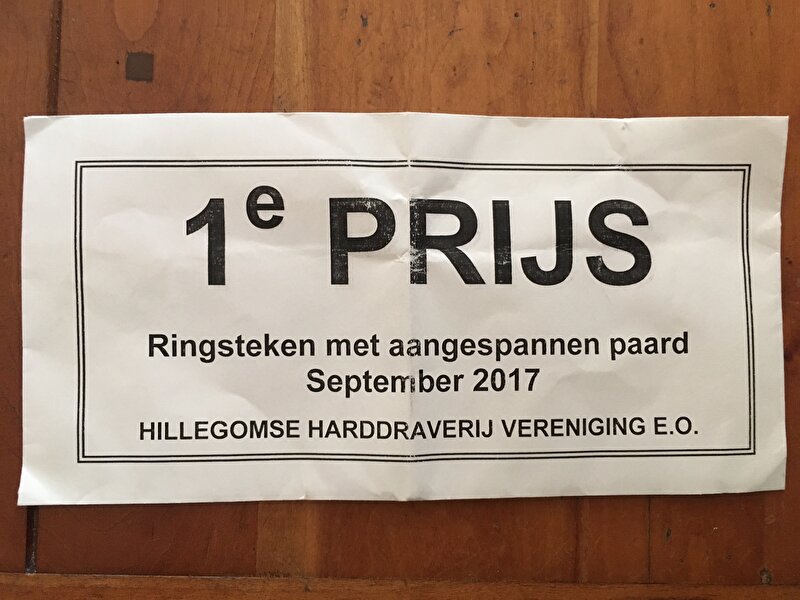 1e PRIJS
Ringsteken met aangespannen paard
September 2017
HILLEGOMSE HARDDRAVERIJ VERENIGING E.O.